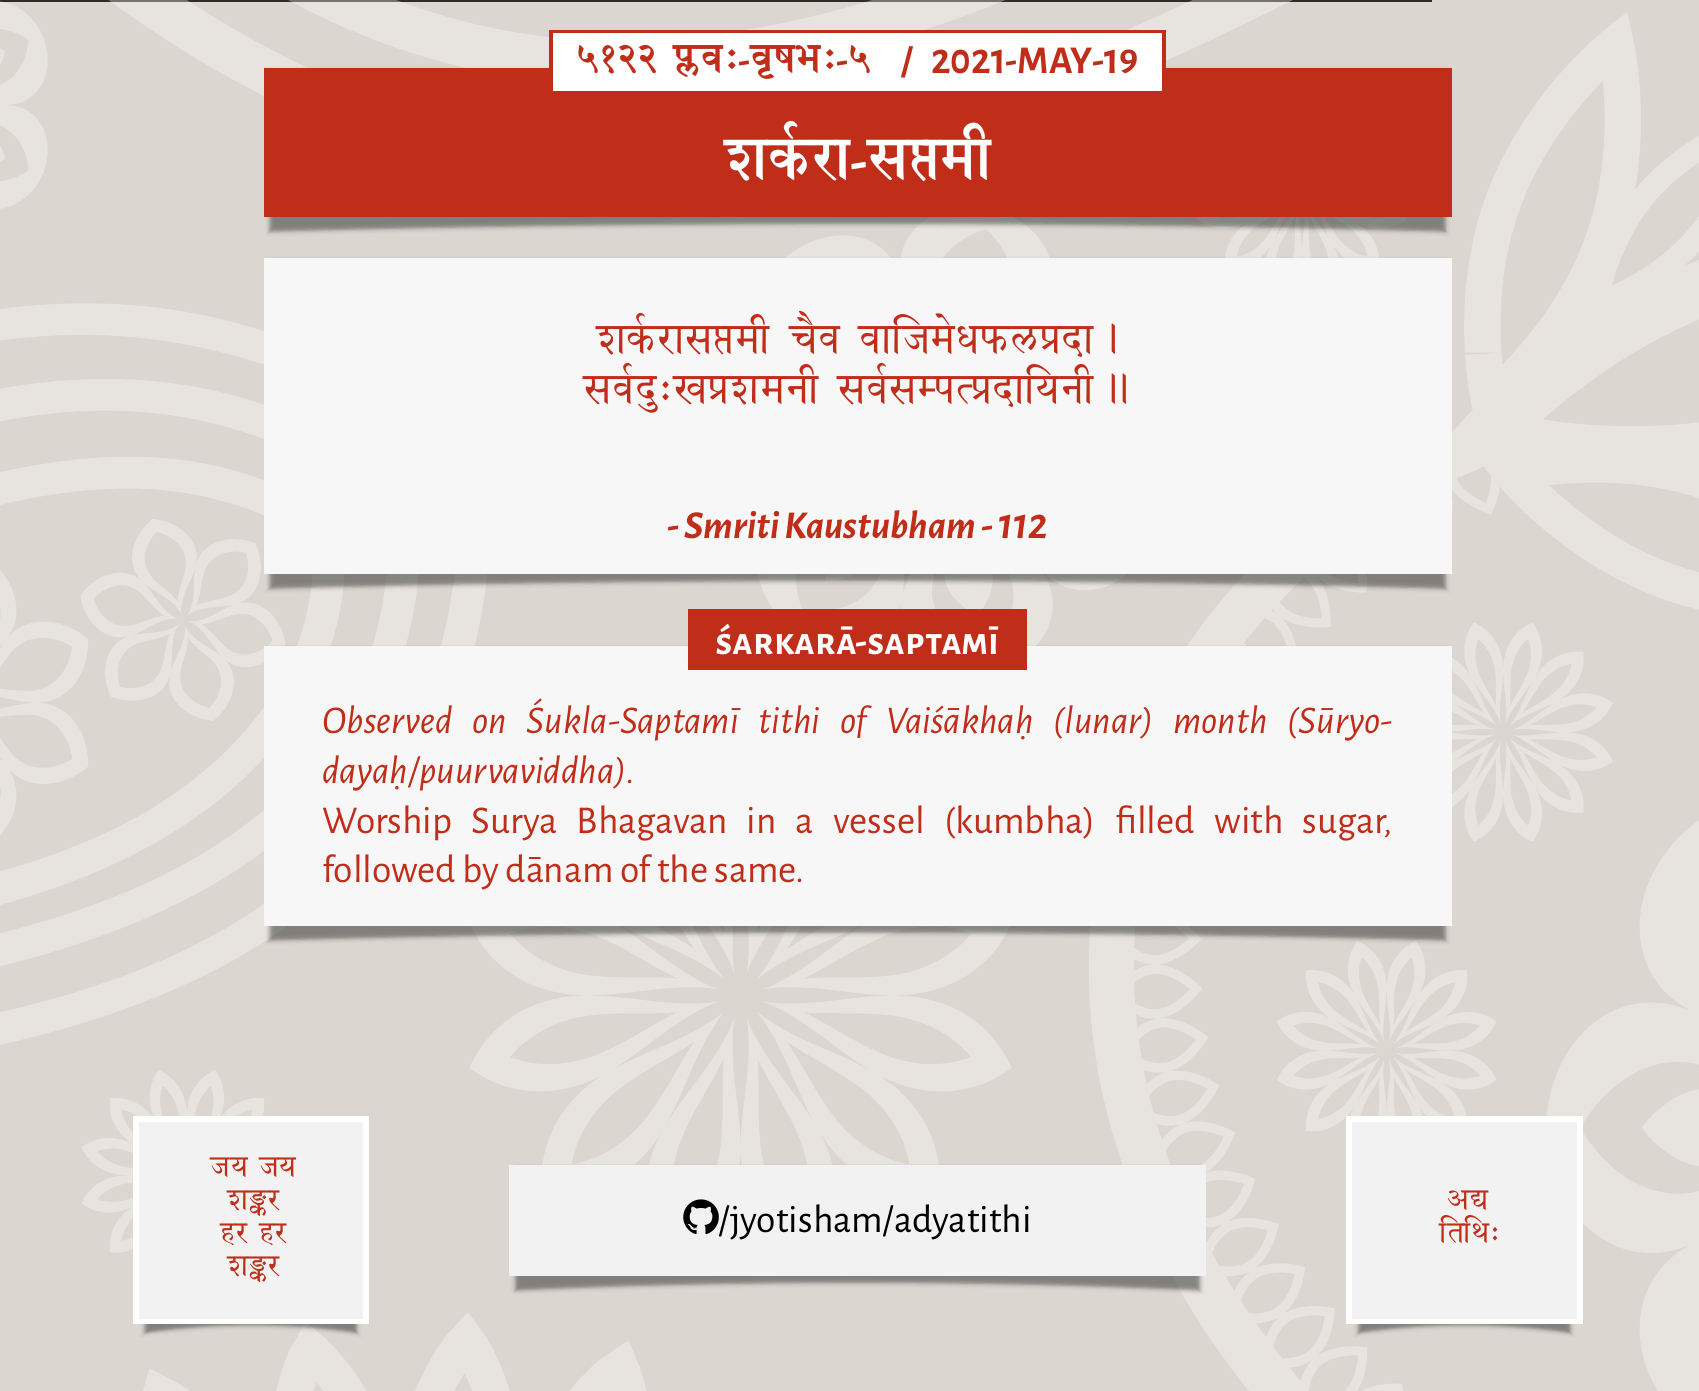 ५१२२ प्लवः-वृषभः-५ / 2021-MAY-19
शर्करा-सप्तमी
शर्करासप्तमी चैव वाजिमेधफलप्रदा ।
सर्वदुःखप्रशमनी सर्वसम्पत्प्रदायिनी ॥
- Smriti Kaustubham - 112
ŚARKARĀ-SAPTAMĪ
Observed on Śukla-Saptamī tithi of Vaiśākhaḥ (lunar) month (Sūryo-
dayaḥ/puurvaviddha).
Worship Surya Bhagavan in a vessel (kumbha) filled with sugar,
followed by dānam of the same.
जय जय
शङ्कर
हर हर
शङ्कर
/jyotisham/adyatithi
अद्य
तिथिः